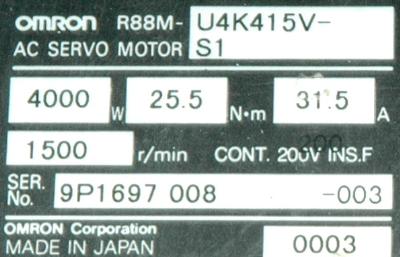 OMRON R88M- U4K415V-
AC SERVO MOTOR S1
4000 W 25.5 N·m 31.5 A
1500 r/min CONT. 200V INS.F
SER. No. 9P1697 008 -003
OMRON Corporation
MADE IN JAPAN 0003